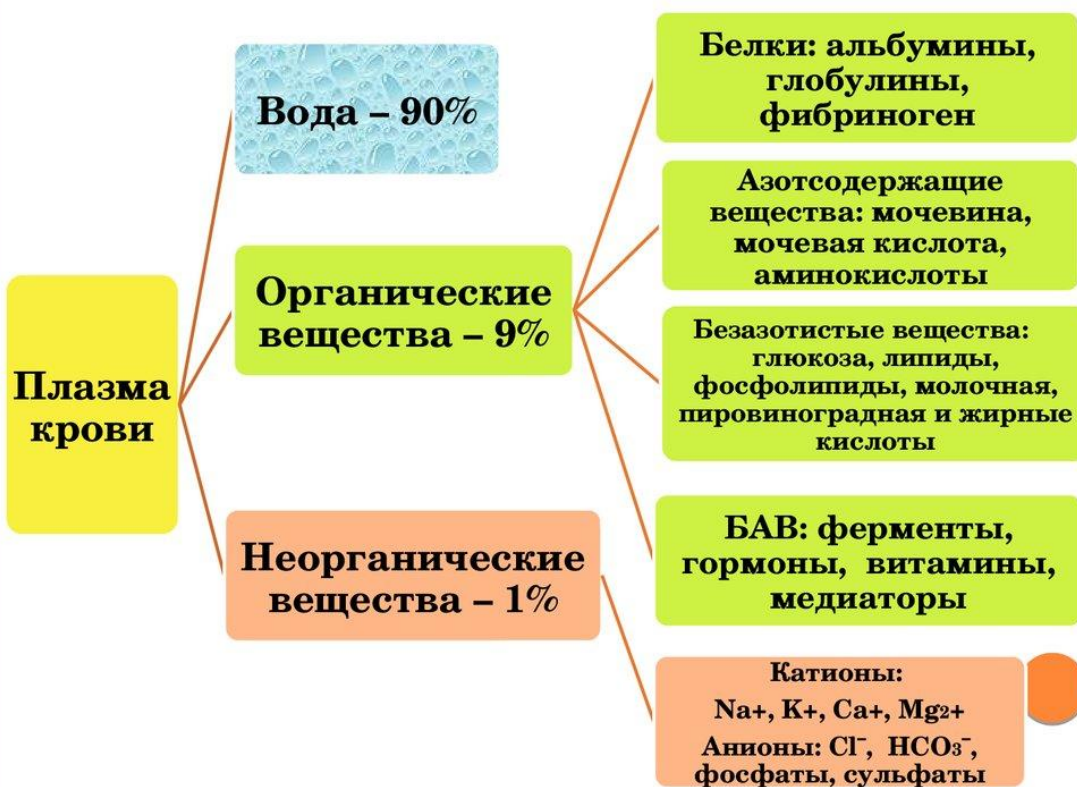 Плазма
крови
Вода – 90%
Органические
вещества – 9%
Неорганические
вещества – 1%
Белки: альбумины,
глобулины,
фибриноген
Азотсодержащие
вещества: мочевина,
мочевая кислота,
аминокислоты
Безазотистые вещества:
глюкоза, липиды,
фосфолипиды, молочная,
пировиноградная и жирные
кислоты
БАВ: ферменты,
гормоны, витамины,
медиаторы
Катионы:
Na+, K+, Ca+, Mg2+
Анионы: Cl⁻, HCO₃⁻,
фосфаты, сульфаты